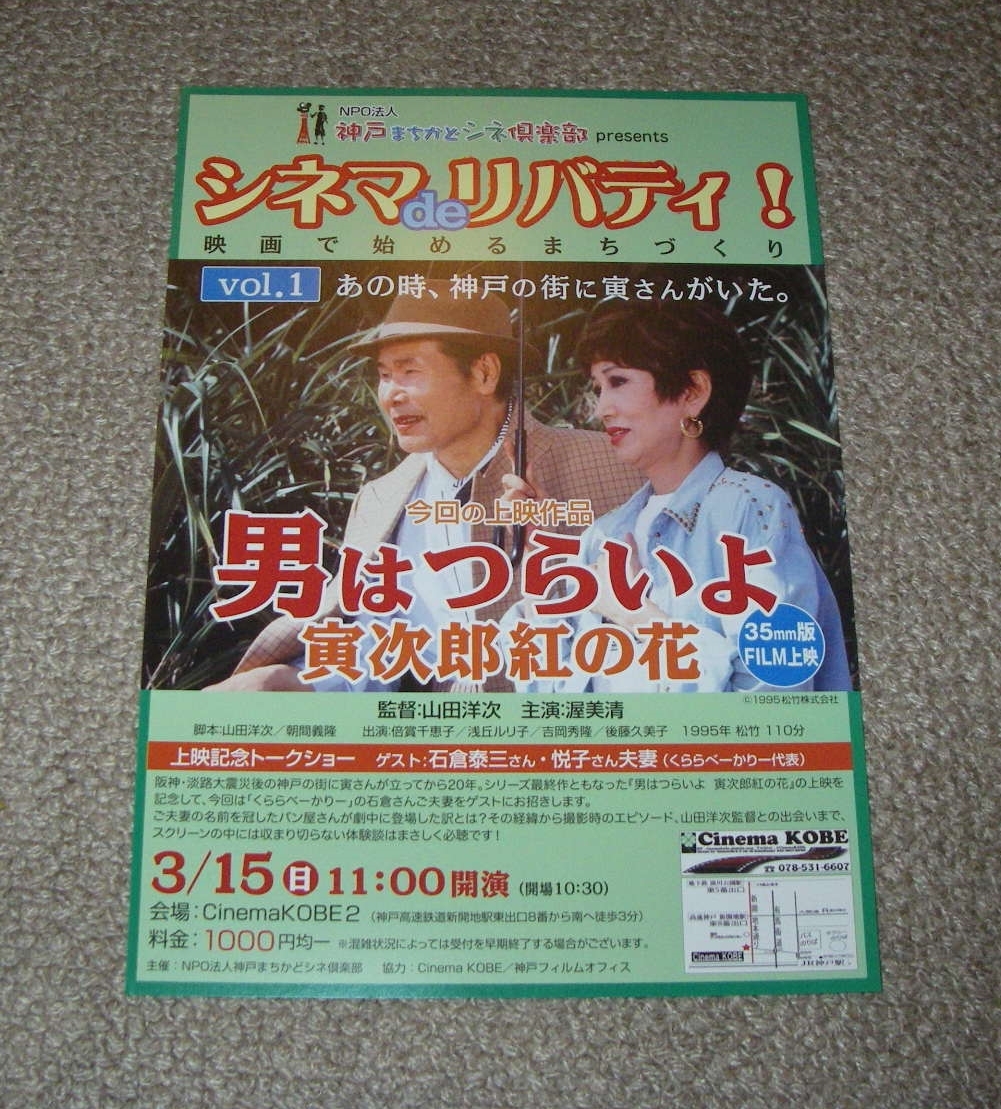 NPO法人
神戸まちかどシネ倶楽部 presents
シネマdeリバティ！
映画で始めるまちづくり
vol.1 あの時、神戸の街に寅さんがいた。
今回の上映作品
男はつらいよ
寅次郎紅の花
35mm版
FILM上映
©1995松竹株式会社
監督:山田洋次 主演:渥美清
脚本:山田洋次／朝間義隆 出演:倍賞千恵子／浅丘ルリ子／吉岡秀隆／後藤久美子 1995年 松竹 110分
上映記念トークショー ゲスト:石倉泰三さん・悦子さん夫妻（くららべーかりー代表）
阪神・淡路大震災後の神戸の街に寅さんが立ってから20年。シリーズ最終作ともなった『男はつらいよ 寅次郎紅の花』の上映を
記念して、今回は「くららべーかりー」の石倉さんご夫妻をゲストにお招きします。
ご夫妻の名前を冠したパン屋さんが劇中に登場した訳とは？その経緯から撮影時のエピソード、山田洋次監督との出会いまで、
スクリーンの中には収まり切らない体験談はまさしく必聴です！
3/15日11:00開演（開場10:30）
会場：CinemaKOBE2（神戸高速鉄道新開地駅東出口8番から南へ徒歩3分）
料金：1000円均一 ※混雑状況によっては受付を早期終了する場合がございます。
主催：NPO法人神戸まちかどシネ倶楽部 協力：Cinema KOBE／神戸フィルムオフィス
Cinema KOBE
☎078-531-6607
Cinema KOBE